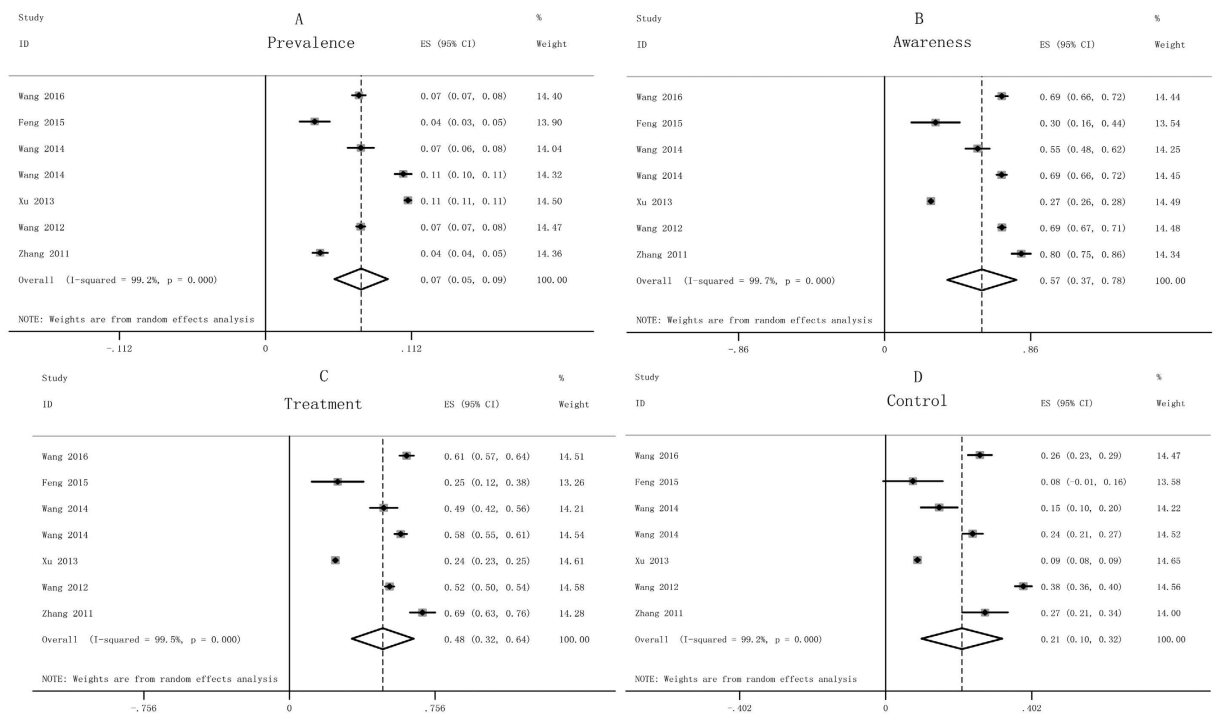 Study A %
ID Prevalence ES (95% CI) Weight
Wang 2016 0.07 (0.07, 0.08) 14.40
Feng 2015 0.04 (0.03, 0.05) 13.90
Wang 2014 0.07 (0.06, 0.08) 14.04
Wang 2014 0.11 (0.10, 0.11) 14.32
Xu 2013 0.11 (0.11, 0.11) 14.50
Wang 2012 0.07 (0.07, 0.08) 14.47
Zhang 2011 0.04 (0.04, 0.05) 14.36
Overall (I-squared = 99.2%, p = 0.000) 0.07 (0.05, 0.09) 100.00
NOTE: Weights are from random effects analysis
-.112 0 .112
Study B %
ID Awareness ES (95% CI) Weight
Wang 2016 0.69 (0.66, 0.72) 14.44
Feng 2015 0.30 (0.16, 0.44) 13.54
Wang 2014 0.55 (0.48, 0.62) 14.25
Wang 2014 0.69 (0.66, 0.72) 14.45
Xu 2013 0.27 (0.26, 0.28) 14.49
Wang 2012 0.69 (0.67, 0.71) 14.48
Zhang 2011 0.80 (0.75, 0.86) 14.34
Overall (I-squared = 99.7%, p = 0.000) 0.57 (0.37, 0.78) 100.00
NOTE: Weights are from random effects analysis
-.86 0 .86
Study C %
ID Treatment ES (95% CI) Weight
Wang 2016 0.61 (0.57, 0.64) 14.51
Feng 2015 0.25 (0.12, 0.38) 13.26
Wang 2014 0.49 (0.42, 0.56) 14.21
Wang 2014 0.58 (0.55, 0.61) 14.54
Xu 2013 0.24 (0.23, 0.25) 14.61
Wang 2012 0.52 (0.50, 0.54) 14.58
Zhang 2011 0.69 (0.63, 0.76) 14.28
Overall (I-squared = 99.5%, p = 0.000) 0.48 (0.32, 0.64) 100.00
NOTE: Weights are from random effects analysis
-.756 0 .756
Study D %
ID Control ES (95% CI) Weight
Wang 2016 0.26 (0.23, 0.29) 14.47
Feng 2015 0.08 (-0.01, 0.16) 13.58
Wang 2014 0.15 (0.10, 0.20) 14.22
Wang 2014 0.24 (0.21, 0.27) 14.52
Xu 2013 0.09 (0.08, 0.09) 14.65
Wang 2012 0.38 (0.36, 0.40) 14.56
Zhang 2011 0.27 (0.21, 0.34) 14.00
Overall (I-squared = 99.2%, p = 0.000) 0.21 (0.10, 0.32) 100.00
NOTE: Weights are from random effects analysis
-.402 0 .402